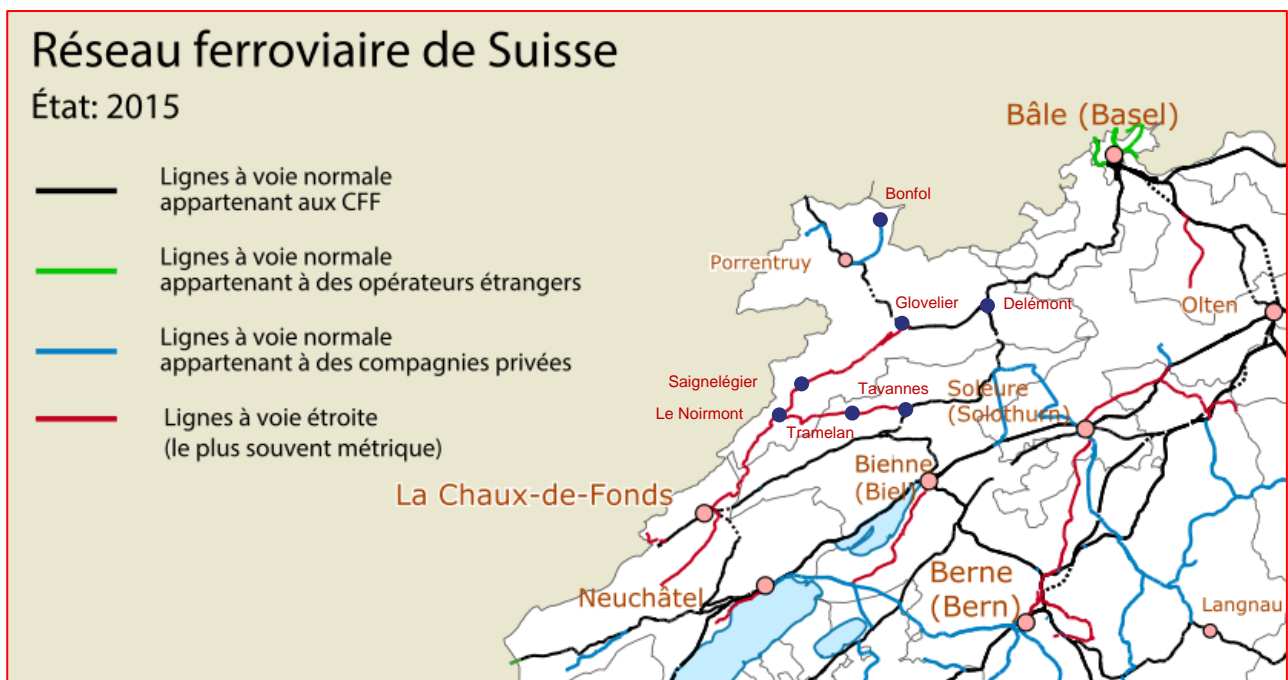 Réseau ferroviaire de Suisse
État: 2015
Lignes à voie normale
appartenant aux CFF
Lignes à voie normale
appartenant à des opérateurs étrangers
Lignes à voie normale
appartenant à des compagnies privées
Lignes à voie étroite
(le plus souvent métrique)
Bâle (Basel)
Bonfol
Porrentruy
Glovelier
Delémont
Olten
Saignelégier
Tavannes
Soleure
(Solothurn)
Le Noirmont
Tramelan
Bienne
(Biel)
La Chaux-de-Fonds
Berne
(Bern)
Neuchâtel
Langnau